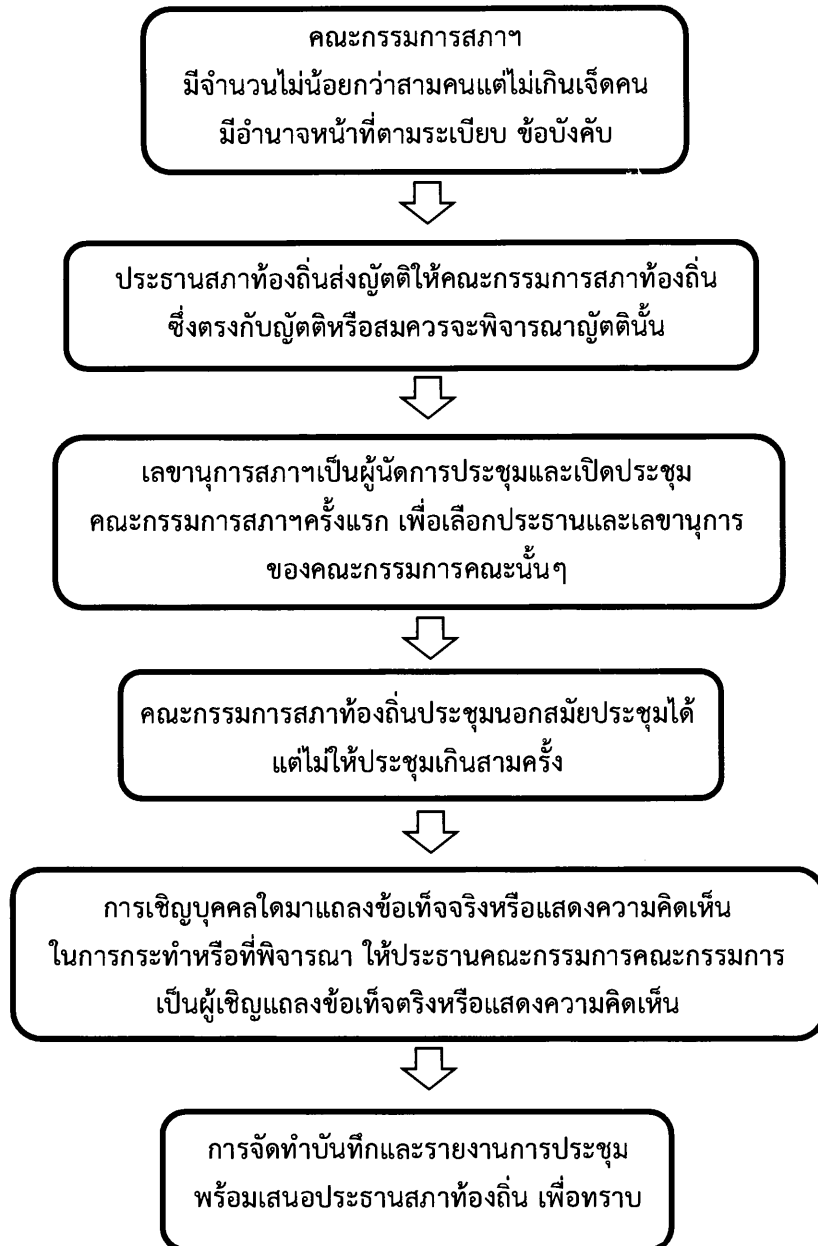 คณะกรรมการสภาฯ
มีจำนวนไม่น้อยกว่าสามคนแต่ไม่เกินเจ็ดคน
มีอำนาจหน้าที่ตามระเบียบ ข้อบังคับ
ประธานสภาท้องถิ่นส่งญัตติให้คณะกรรมการสภาท้องถิ่น
ซึ่งตรงกับญัตติหรือสมควรจะพิจารณาญัตตินั้น
เลขานุการสภาฯเป็นผู้นัดการประชุมและเปิดประชุม
คณะกรรมการสภาฯครั้งแรก เพื่อเลือกประธานและเลขานุการ
ของคณะกรรมการคณะนั้นๆ
คณะกรรมการสภาท้องถิ่นประชุมนอกสมัยประชุมได้
แต่ไม่ให้ประชุมเกินสามครั้ง
การเชิญบุคคลใดมาแถลงข้อเท็จจริงหรือแสดงความคิดเห็น
ในการกระทำหรือที่พิจารณา ให้ประธานคณะกรรมการคณะกรรมการ
เป็นผู้เชิญแถลงข้อเท็จตริงหรือแสดงความคิดเห็น
การจัดทำบันทึกและรายงานการประชุม
พร้อมเสนอประธานสภาท้องถิ่น เพื่อทราบ